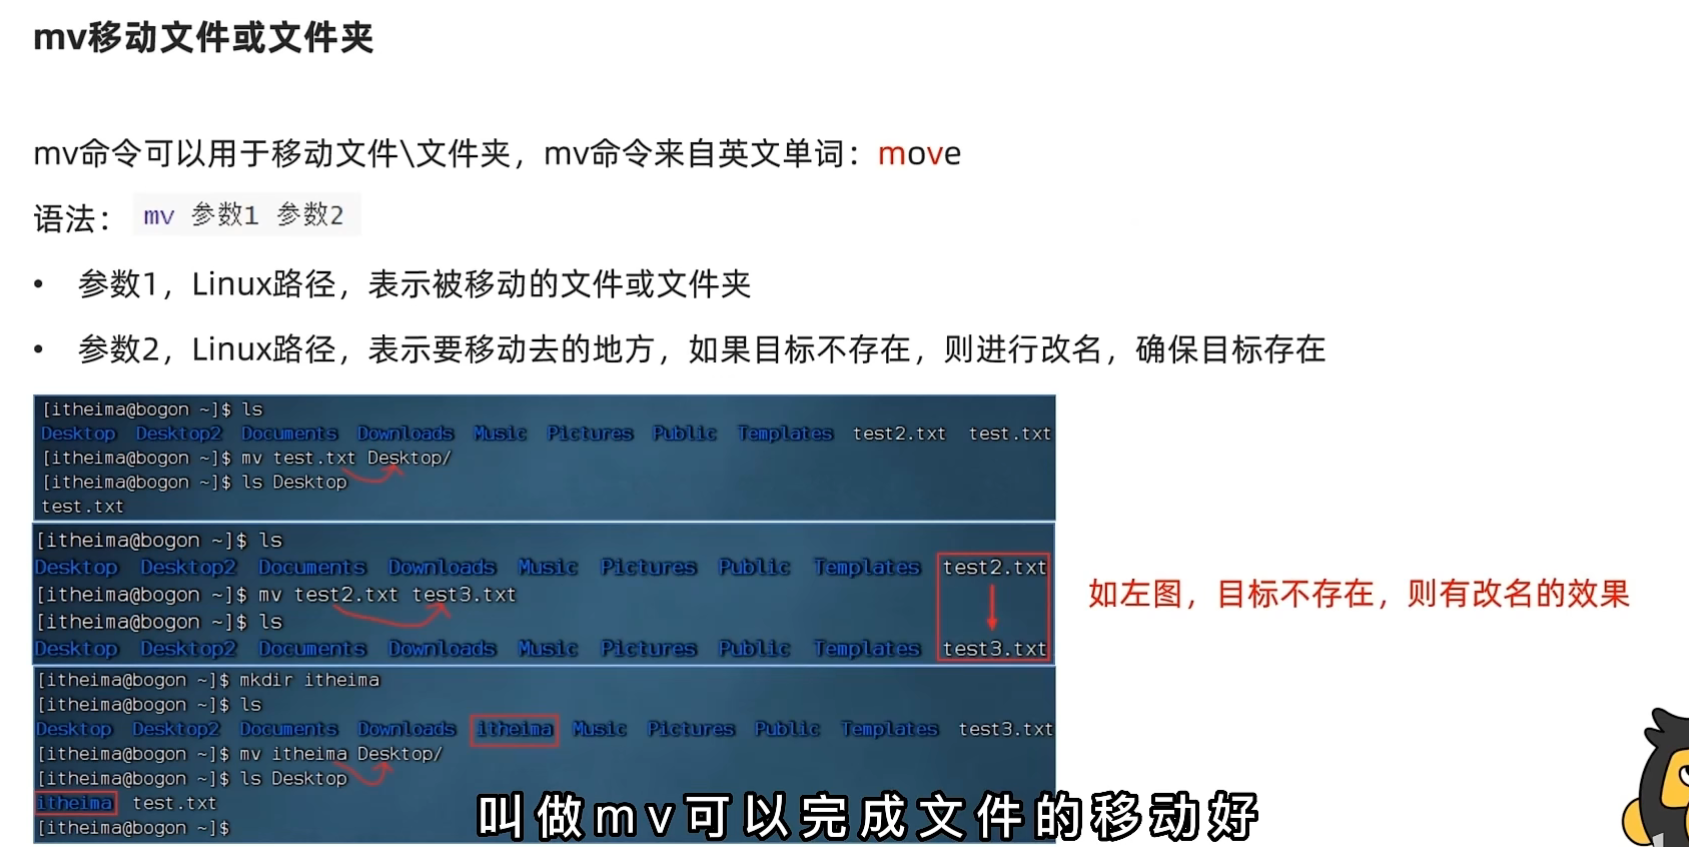 mv移动文件或文件夹
mv命令可以用于移动文件\文件夹，mv命令来自英文单词：move
语法： mv 参数1 参数2
• 参数1，Linux路径，表示被移动的文件或文件夹
• 参数2，Linux路径，表示要移动去的地方，如果目标不存在，则进行改名，确保目标存在
[itheima@bogon ~]$ ls
Desktop Desktop2 Documents Downloads Music Pictures Public Templates test2.txt test.txt
[itheima@bogon ~]$ mv test.txt Desktop/
[itheima@bogon ~]$ ls Desktop
test.txt
[itheima@bogon ~]$ ls
Desktop Desktop2 Documents Downloads Music Pictures Public Templates test2.txt
[itheima@bogon ~]$ mv test2.txt test3.txt
[itheima@bogon ~]$ ls
Desktop Desktop2 Documents Downloads Music Pictures Public Templates test3.txt
如左图，目标不存在，则有改名的效果
[itheima@bogon ~]$ mkdir itheima
[itheima@bogon ~]$ ls
Desktop Desktop2 Documents Downloads itheima Music Pictures Public Templates test3.txt
[itheima@bogon ~]$ mv itheima Desktop/
[itheima@bogon ~]$ ls Desktop
itheima test.txt
[itheima@bogon ~]$
叫做mv可以完成文件的移动好